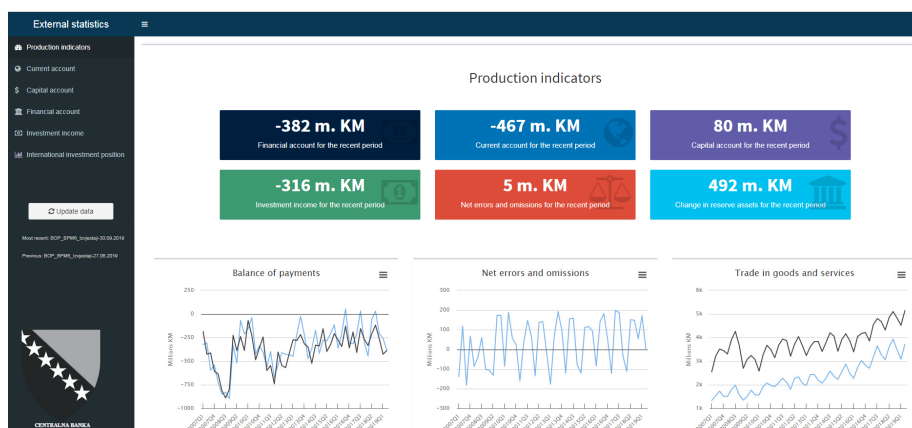 External statistics
Production indicators
Current account
Capital account
Financial account
Investment income
International investment position
Update data
Most recent: BOP_BPM6_Izvjestaji-30.09.2019
Previous: BOP_BPM6_Izvjestaji-27.06.2019
CENTRALNA BANKA
Production indicators
-382 m. KM
Financial account for the recent period
-467 m. KM
Current account for the recent period
80 m. KM
Capital account for the recent period
-316 m. KM
Investment income for the recent period
5 m. KM
Net errors and omissions for the recent period
492 m. KM
Change in reserve assets for the recent period
Balance of payments
Millions KM
250
0
-250
-500
-750
-1000
Net errors and omissions
Millions KM
300
200
100
0
-100
-200
-300
Trade in goods and services
Millions KM
6k
5k
4k
3k
2k
1k